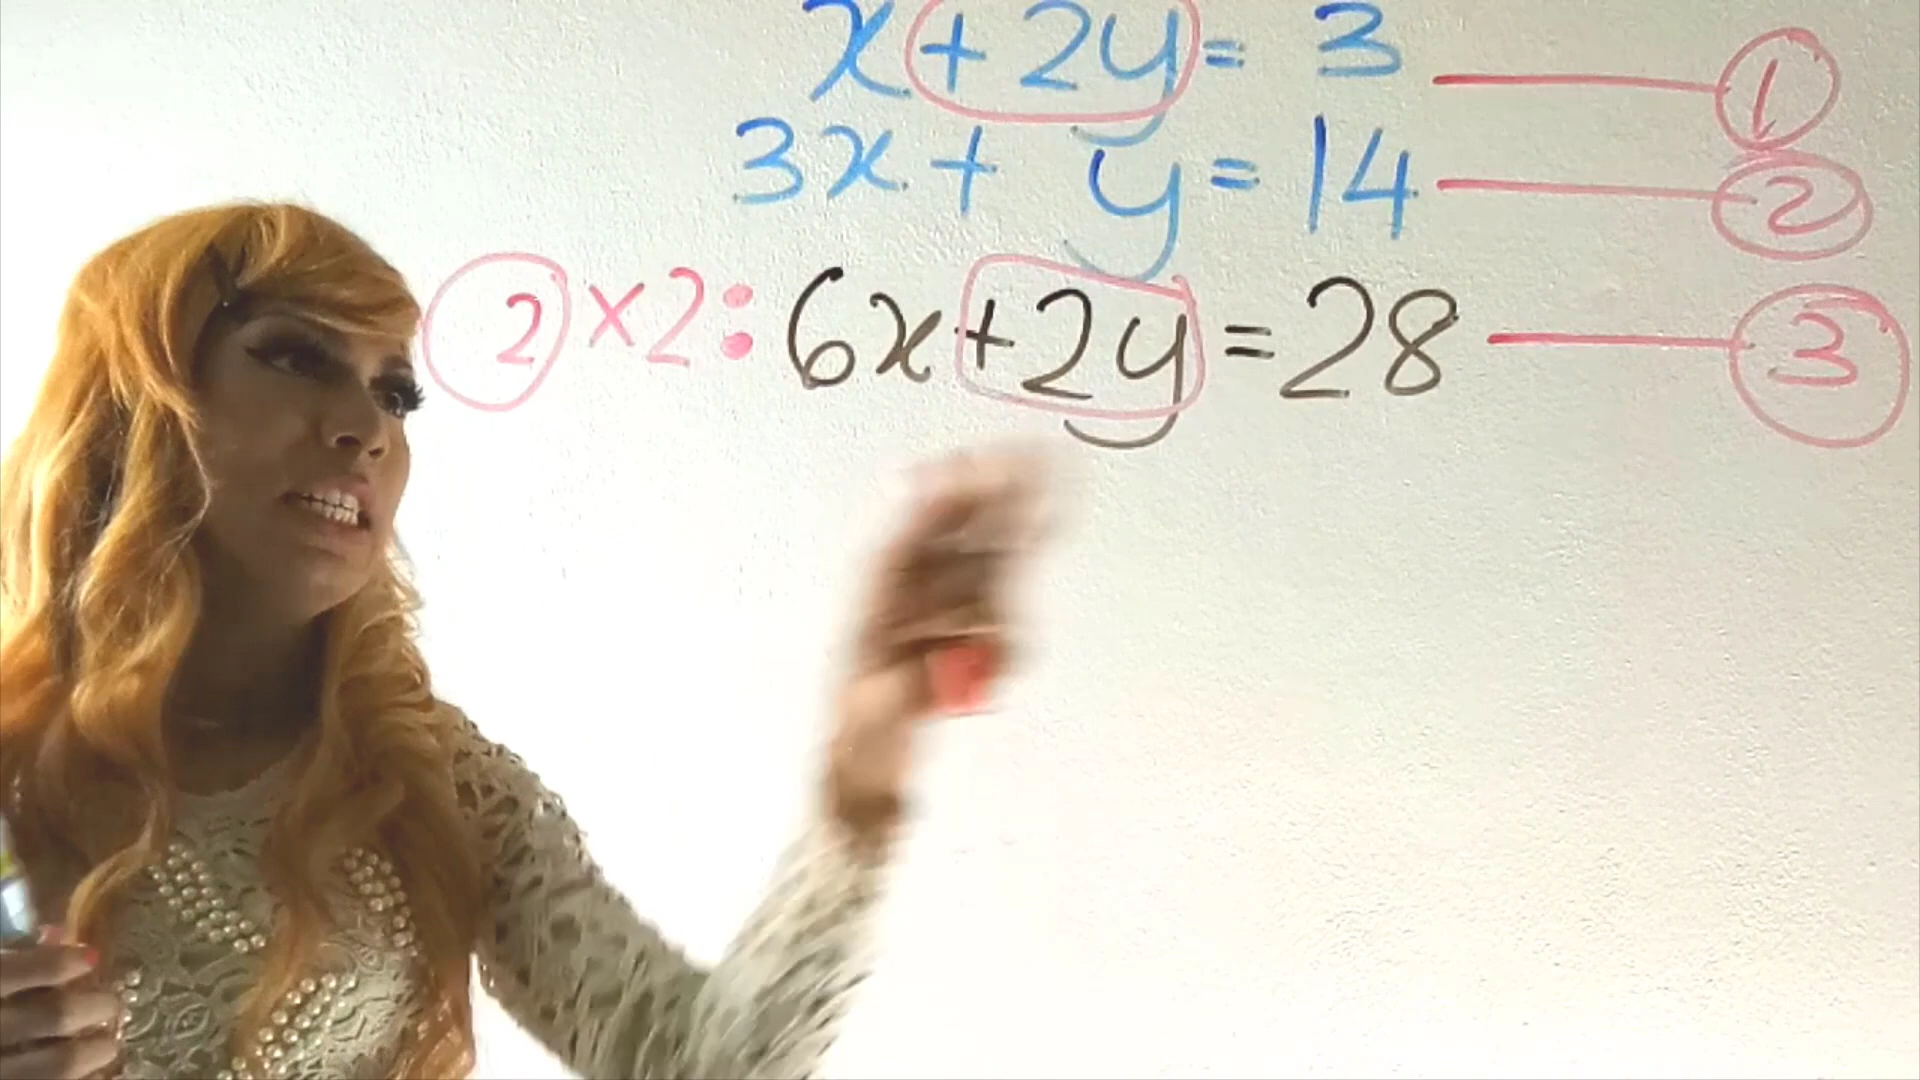 x + 2y = 3 —— ①
3x + y = 14 —— ②
② ×2: 6x + 2y = 28 —— ③